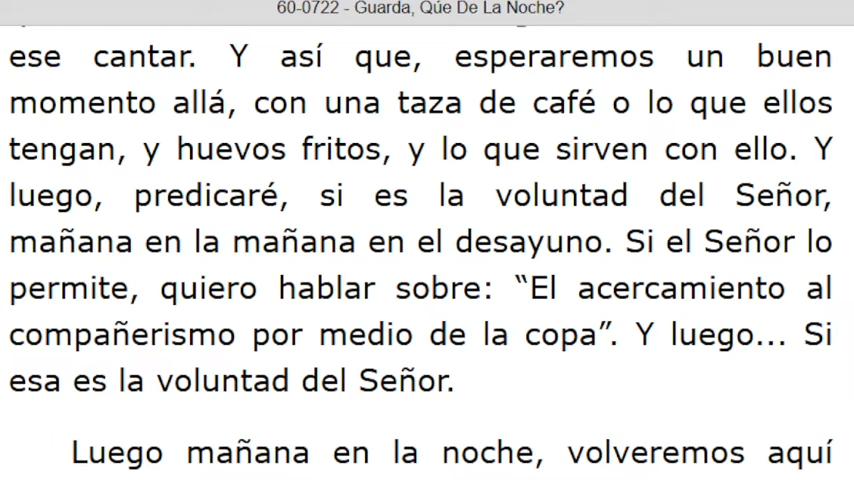 60-0722 - Guarda, Qúe De La Noche?
ese cantar. Y así que, esperaremos un buen
momento allá, con una taza de café o lo que ellos
tengan, y huevos fritos, y lo que sirven con ello. Y
luego, predicaré, si es la voluntad del Señor,
mañana en la mañana en el desayuno. Si el Señor lo
permite, quiero hablar sobre: “El acercamiento al
compañerismo por medio de la copa”. Y luego... Si
esa es la voluntad del Señor.
Luego mañana en la noche, volveremos aquí